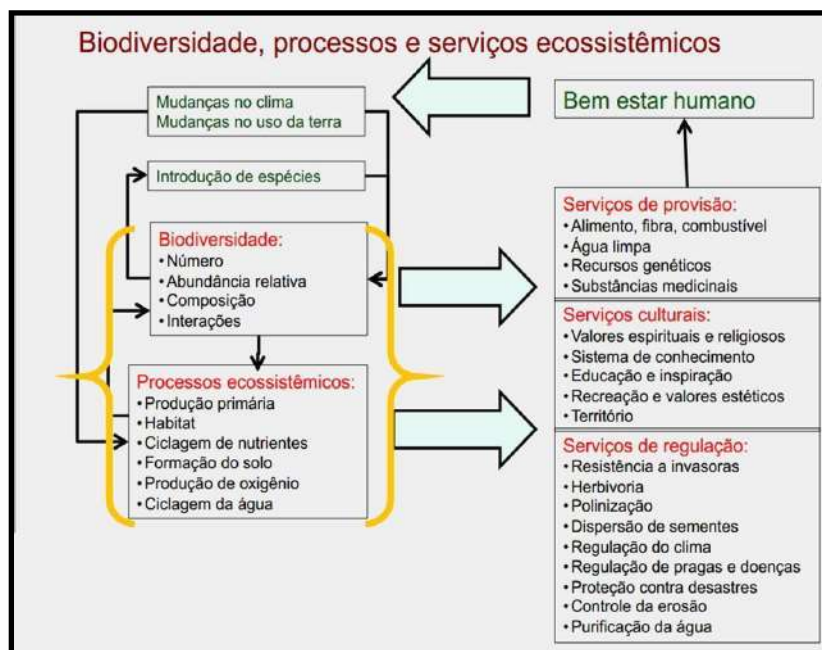 Biodiversidade, processos e serviços ecossistêmicos
Mudanças no clima
Mudanças no uso da terra
Introdução de espécies
Biodiversidade:
•Número
•Abundância relativa
•Composição
•Interações
Processos ecossistêmicos:
•Produção primária
•Habitat
•Ciclagem de nutrientes
•Formação do solo
•Produção de oxigênio
•Ciclagem da água
Bem estar humano
Serviços de provisão:
•Alimento, fibra, combustível
•Água limpa
•Recursos genéticos
•Substâncias medicinais
Serviços culturais:
•Valores espirituais e religiosos
•Sistema de conhecimento
•Educação e inspiração
•Recreação e valores estéticos
•Território
Serviços de regulação:
•Resistência a invasoras
•Herbivoria
•Polinização
•Dispersão de sementes
•Regulação do clima
•Regulação de pragas e doenças
•Proteção contra desastres
•Controle da erosão
•Purificação da água